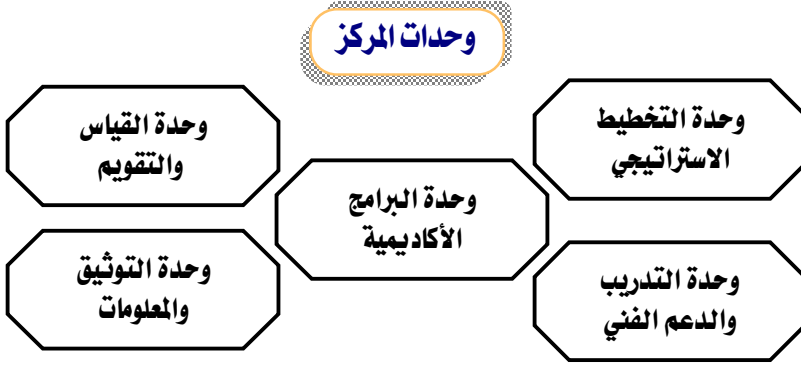 وحدات المركز
وحدة التخطيط
الاستراتيجي
وحدة القياس
والتقويم
وحدة البرامج
الأكاديمية
وحدة التدريب
والدعم الفني
وحدة التوثيق
والمعلومات